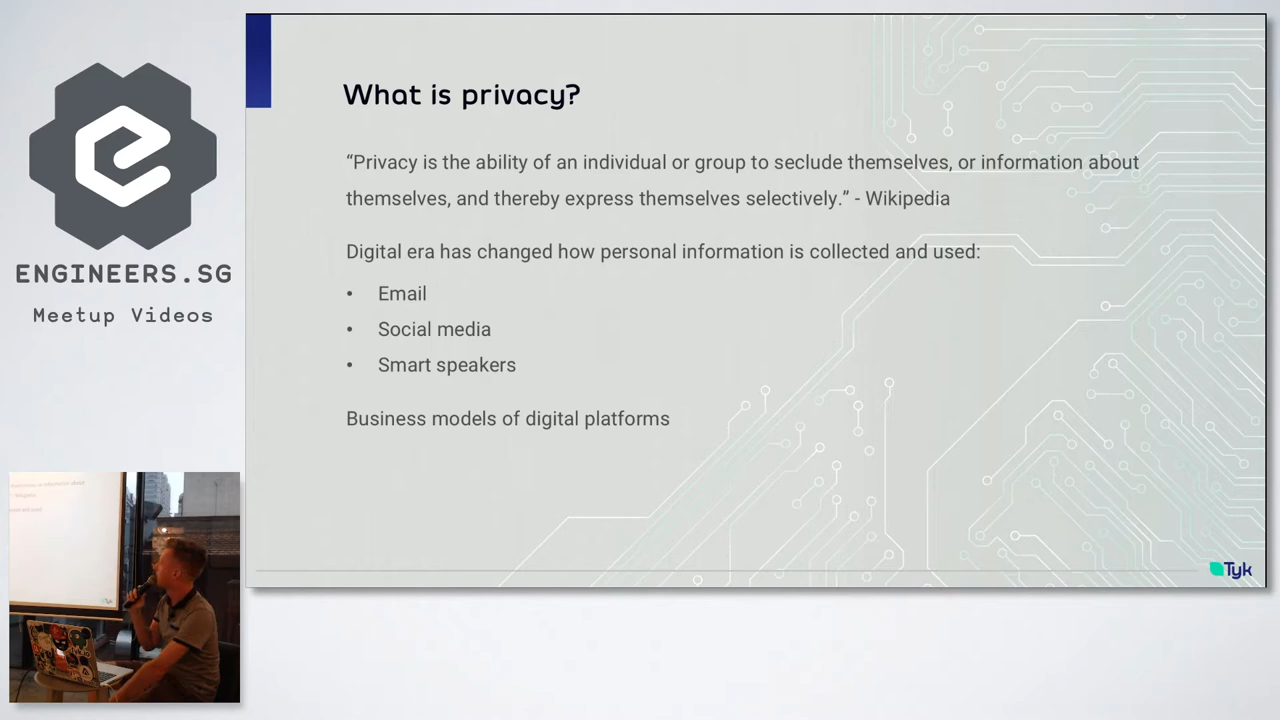 What is privacy?
“Privacy is the ability of an individual or group to seclude themselves, or information about
themselves, and thereby express themselves selectively.” - Wikipedia
Digital era has changed how personal information is collected and used:
• Email
• Social media
• Smart speakers
Business models of digital platforms
Tyk
ENGINEERS.SG
Meetup Videos